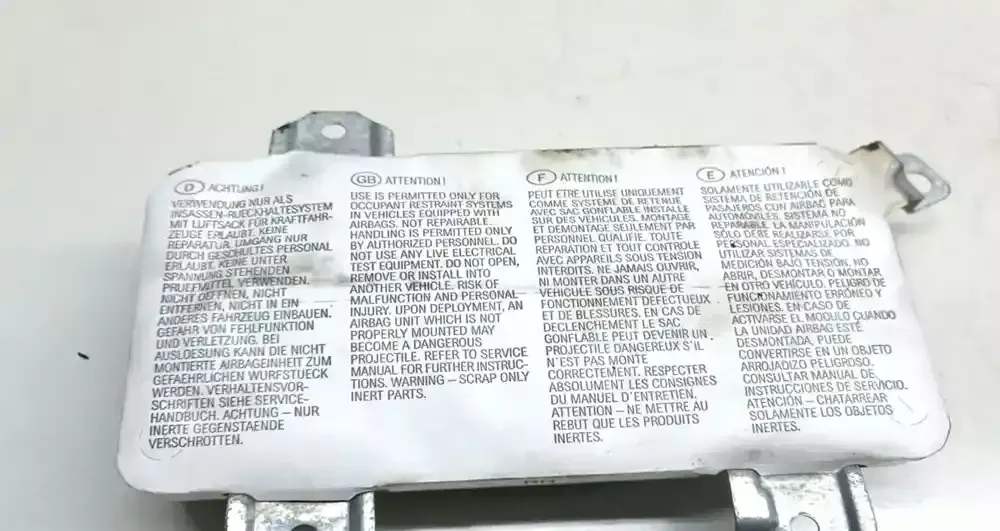 D ACHTUNG!
VERWENDUNG NUR ALS
INSASSEN-RUECKHALTESYSTEM
MIT LUFTSACK FÜR KRAFTFAHR-
ZEUGE ERLAUBT. KEINE
REPARATUR. UMGANG NUR
DURCH GESCHULTES PERSONAL
ERLAUBT. KEINE UNTER
SPANNUNG STEHENDEN
PRUEFMITTEL VERWENDEN.
NICHT OEFFNEN, NICHT
ENTFERNEN, NICHT IN EIN
ANDERES FAHRZEUG EINBAUEN.
GEFAHR VON FEHLFUNKTION
UND VERLETZUNG. BEI
AUSLOESUNG KANN DIE NICHT
MONTIERTE AIRBAGEINHEIT ZUM
GEFAEHRLICHEN WURFSTUECK
WERDEN. VERHALTENSVOR-
SCHRIFTEN SIEHE SERVICE-
HANDBUCH. ACHTUNG – NUR
INERTE GEGENSTAENDE
VERSCHROTTEN.
GB ATTENTION!
USE IS PERMITTED ONLY FOR
OCCUPANT RESTRAINT SYSTEMS
IN VEHICLES EQUIPPED WITH
AIRBAGS. NOT REPAIRABLE.
HANDLING IS PERMITTED ONLY
BY AUTHORIZED PERSONNEL. DO
NOT USE ANY LIVE ELECTRICAL
TEST EQUIPMENT. DO NOT OPEN,
REMOVE OR INSTALL INTO
ANOTHER VEHICLE. RISK OF
MALFUNCTION AND PERSONAL-
INJURY. UPON DEPLOYMENT, AN
AIRBAG UNIT WHICH IS NOT
PROPERLY MOUNTED MAY
BECOME A DANGEROUS
PROJECTILE. REFER TO SERVICE
MANUAL FOR FURTHER INSTRUC-
TIONS. WARNING – SCRAP ONLY
INERT PARTS.
F ATTENTION!
PEUT ÊTRE UTILISE UNIQUEMENT
COMME SYSTEME DE RETENUE
AVEC SAC GONFLABLE INSTALLE
SUR DES VÉHICULES. MONTAGE
ET DEMONTAGE SEULEMENT PAR
PERSONNEL QUALIFIE. TOUTE
REPARATION ET TOUT CONTROLE
AVEC APPAREILS SOUS TENSION
INTERDITS. NE JAMAIS OUVRIR,
NI MONTER DANS UN AUTRE
VÉHICULE SOUS RISQUE DE
FONCTIONNEMENT DEFECTUEUX
ET DE BLESSURES. EN CAS DE
DECLENCHEMENT LE SAC
GONFLABLE PEUT DEVENIR UN
PROJECTILE DANGEREUX S'IL
N'EST PAS MONTE
CORRECTEMENT. RESPECTER
ABSOLUMENT LES CONSIGNES
DU MANUEL D'ENTRETIEN.
ATTENTION – NE METTRE AU
REBUT QUE LES PRODUITS
INERTES.
E ATENCIÓN!
SOLAMENTE UTILIZABLE COMO
SISTEMA DE RETENCIÓN DE
PASAJEROS, CON AIRBAG PARA
AUTOMÓVILES. SISTEMA NO
REPARABLE. LA MANIPULACIÓN
SÓLO DEBE REALIZARSE POR
PERSONAL ESPECIALIZADO. NO
UTILIZAR SISTEMAS DE
MEDICIÓN BAJO TENSIÓN. NO
ABRIR, DESMONTAR O MONTAR
EN OTRO VEHÍCULO. PELIGRO DE
FUNCIONAMIENTO ERRÓNEO Y
LESIONES. EN CASO DE
ACTIVARSE EL MODULO CUANDO
LA UNIDAD AIRBAG ESTÉ
DESMONTADA, PUEDE
CONVERTIRSE EN UN OBJETO
ARROJADIZO PELIGROSO.
CONSULTAR MANUAL DE
INSTRUCCIONES DE SERVICIO.
ATENCIÓN – CHATARREAR
SOLAMENTE LOS OBJETOS
INERTES.